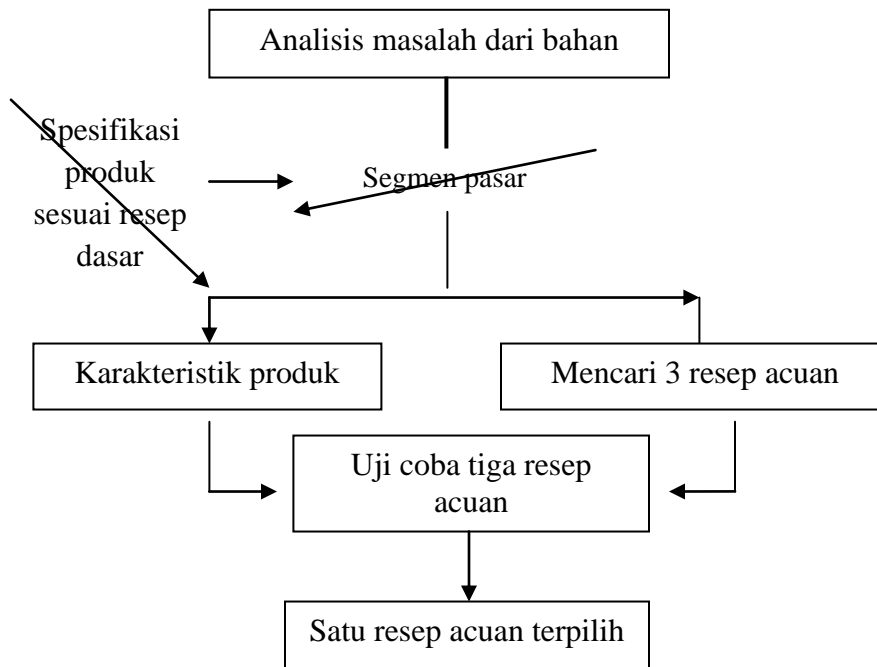 Analisis masalah dari bahan
Spesifikasi
produk
sesuai resep
dasar
Segmen pasar
Karakteristik produk
Mencari 3 resep acuan
Uji coba tiga resep
acuan
Satu resep acuan terpilih